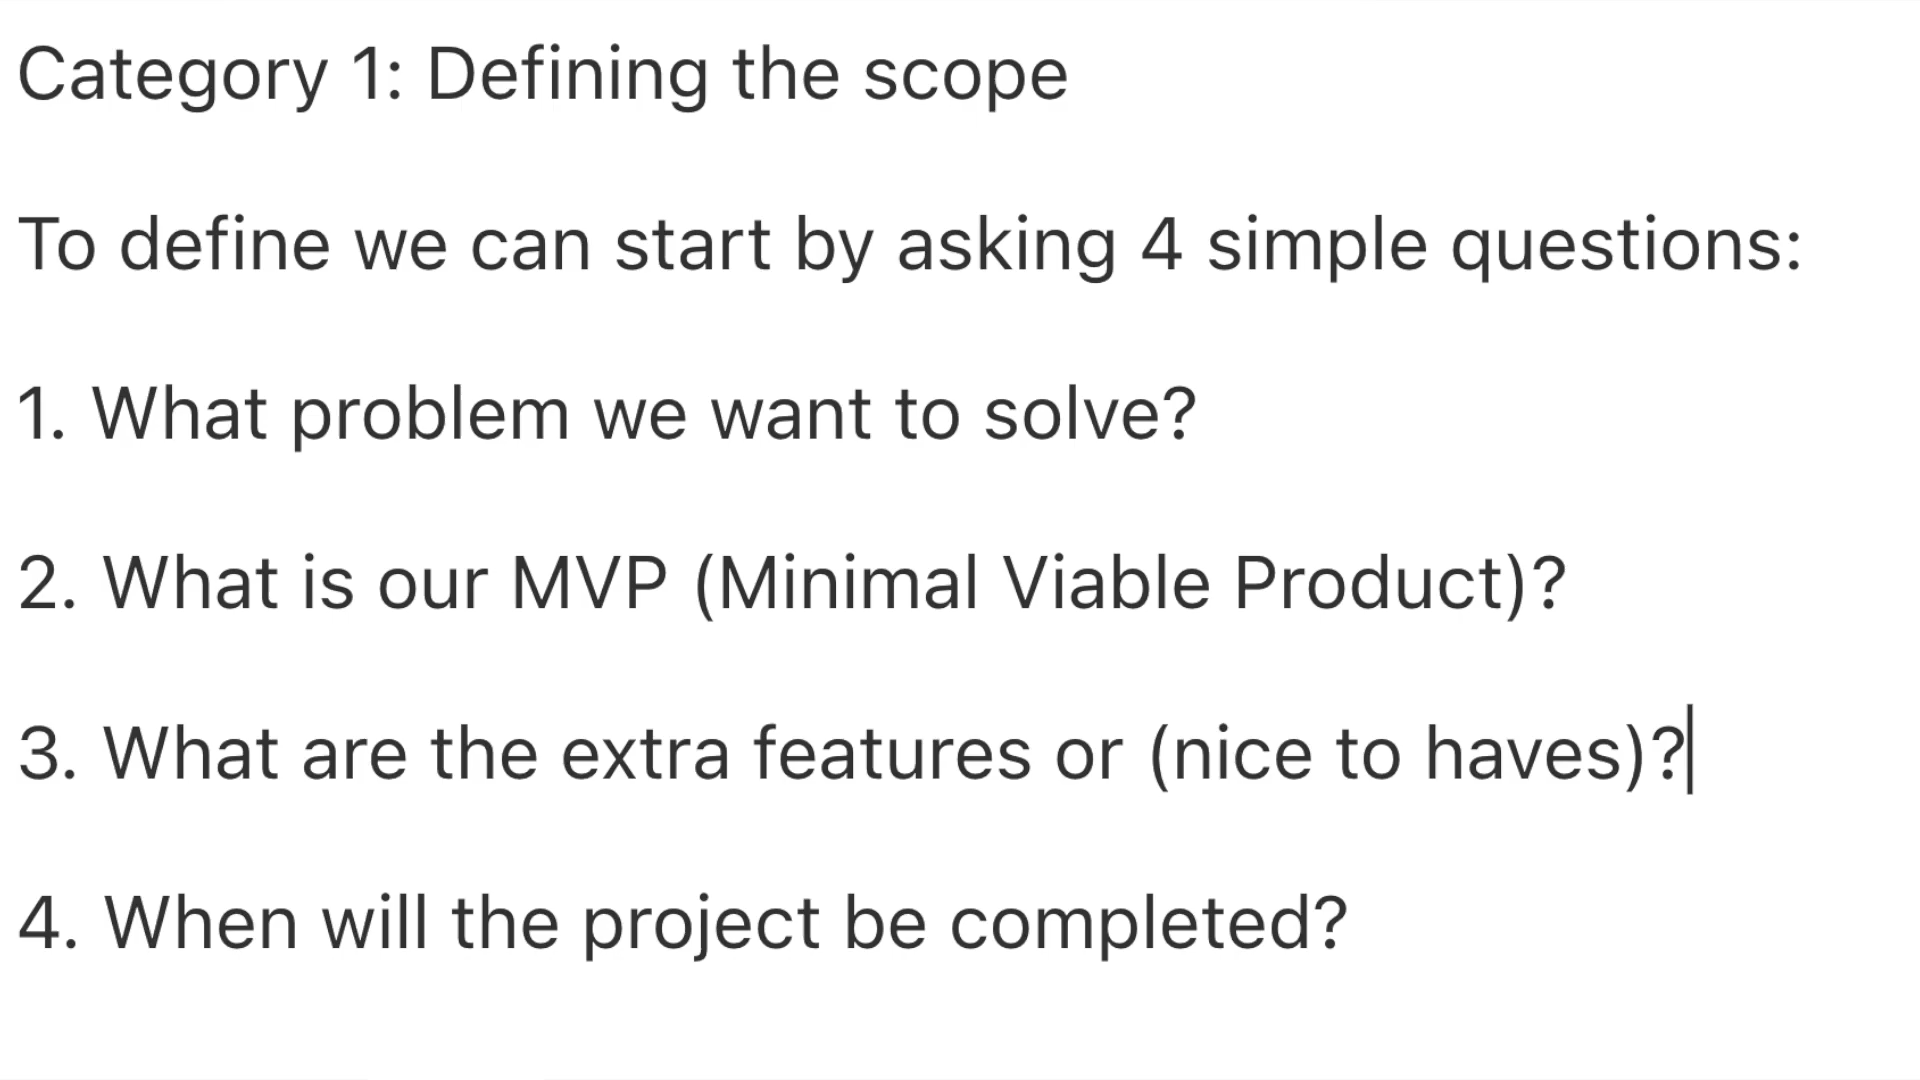 Category 1: Defining the scope
To define we can start by asking 4 simple questions:
1. What problem we want to solve?
2. What is our MVP (Minimal Viable Product)?
3. What are the extra features or (nice to haves)?
4. When will the project be completed?